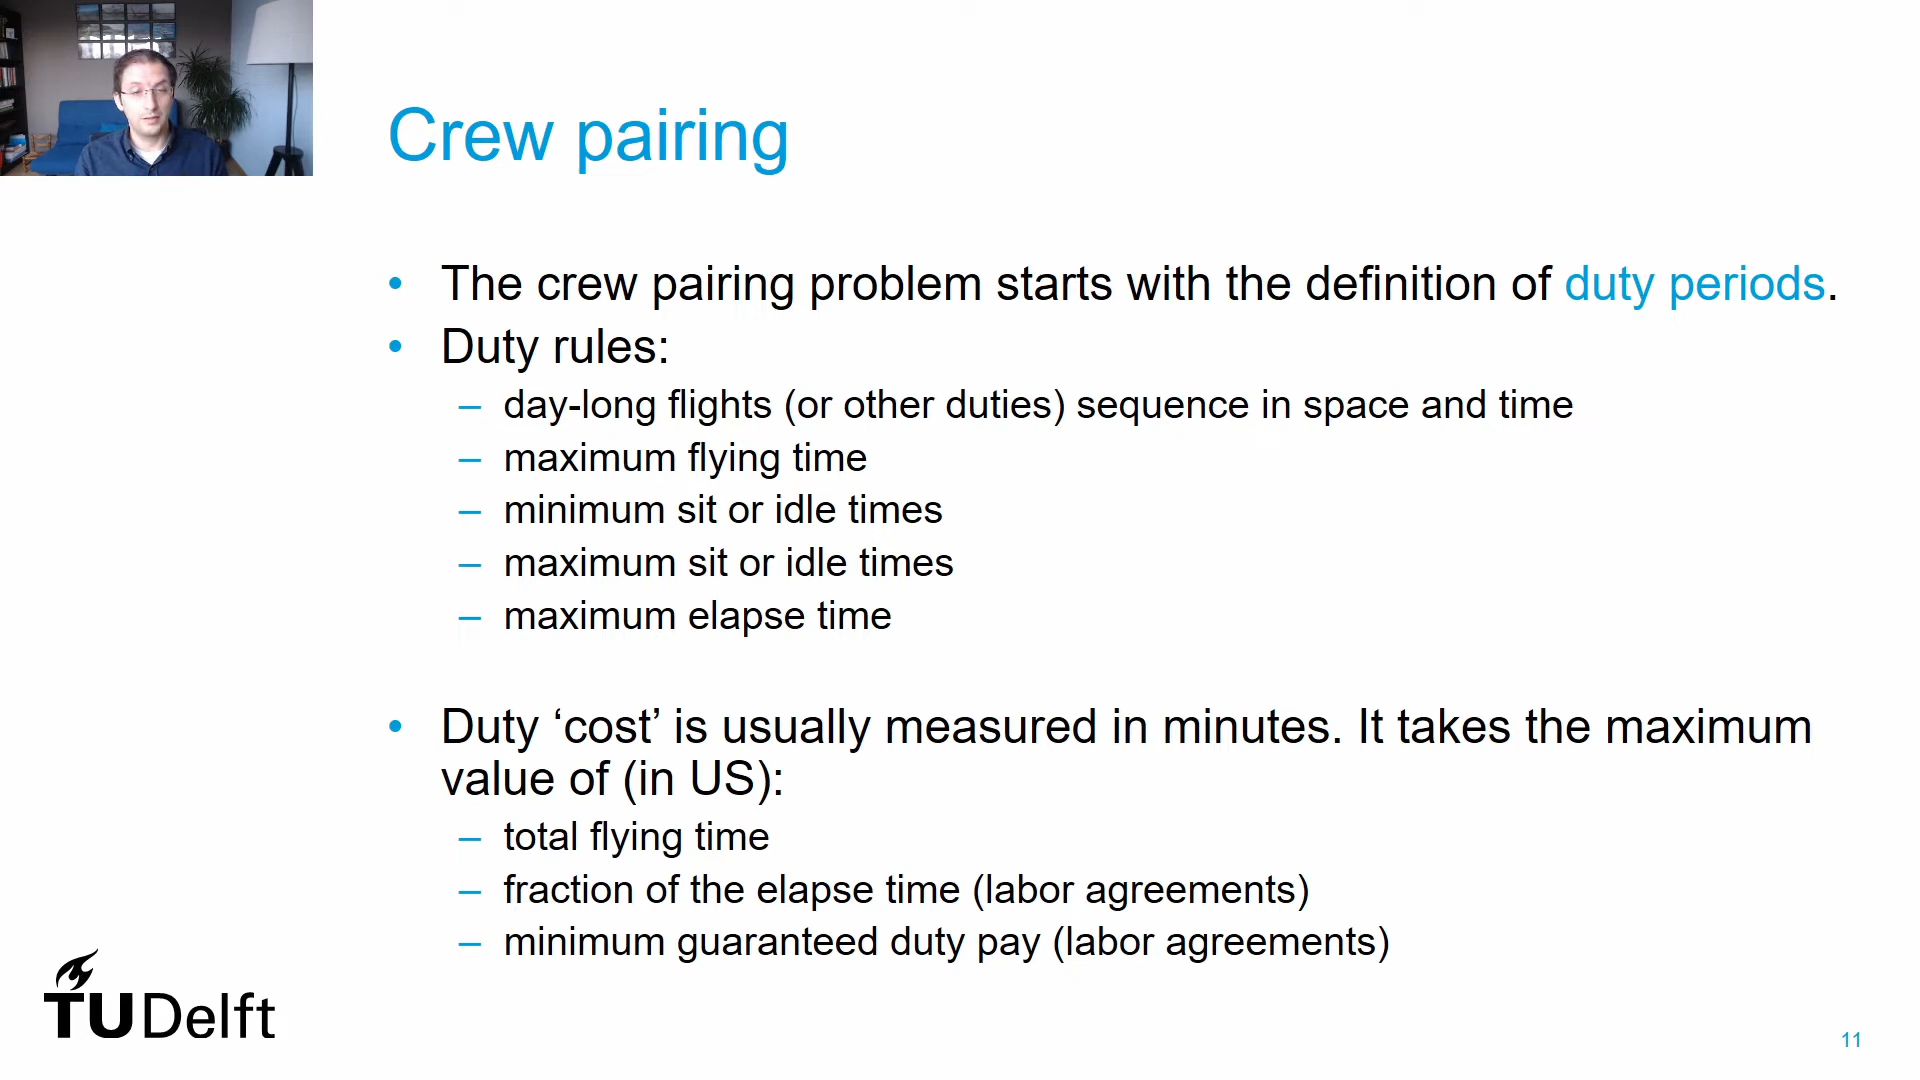 Crew pairing
• The crew pairing problem starts with the definition of duty periods.
• Duty rules:
– day-long flights (or other duties) sequence in space and time
– maximum flying time
– minimum sit or idle times
– maximum sit or idle times
– maximum elapse time
• Duty ‘cost’ is usually measured in minutes. It takes the maximum
value of (in US):
– total flying time
– fraction of the elapse time (labor agreements)
– minimum guaranteed duty pay (labor agreements)
TUDelft
11